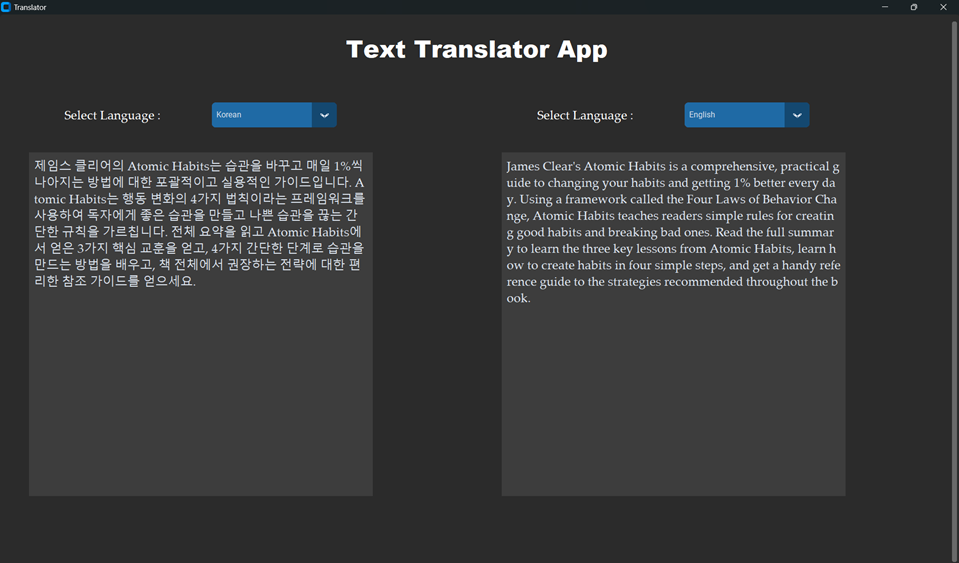 Translator
Text Translator App
Select Language :
Korean
제임스 클리어의 Atomic Habits는 습관을 바꾸고 매일 1%씩
나아지는 방법에 대한 포괄적이고 실용적인 가이드입니다. A
tomic Habits는 행동 변화의 4가지 법칙이라는 프레임워크를
사용하여 독자에게 좋은 습관을 만들고 나쁜 습관을 끊는 간
단한 규칙을 가르칩니다. 전체 요약을 읽고 Atomic Habits에
서 얻은 3가지 핵심 교훈을 얻고, 4가지 간단한 단계로 습관을
만드는 방법을 배우고, 책 전체에서 권장하는 전략에 대한 편
리한 참조 가이드를 얻으세요.
Select Language :
English
James Clear's Atomic Habits is a comprehensive, practical g
uide to changing your habits and getting 1% better every da
y. Using a framework called the Four Laws of Behavior Cha
nge, Atomic Habits teaches readers simple rules for creatin
g good habits and breaking bad ones. Read the full summar
y to learn the three key lessons from Atomic Habits, learn h
ow to create habits in four simple steps, and get a handy refe
rence guide to the strategies recommended throughout the b
ook.